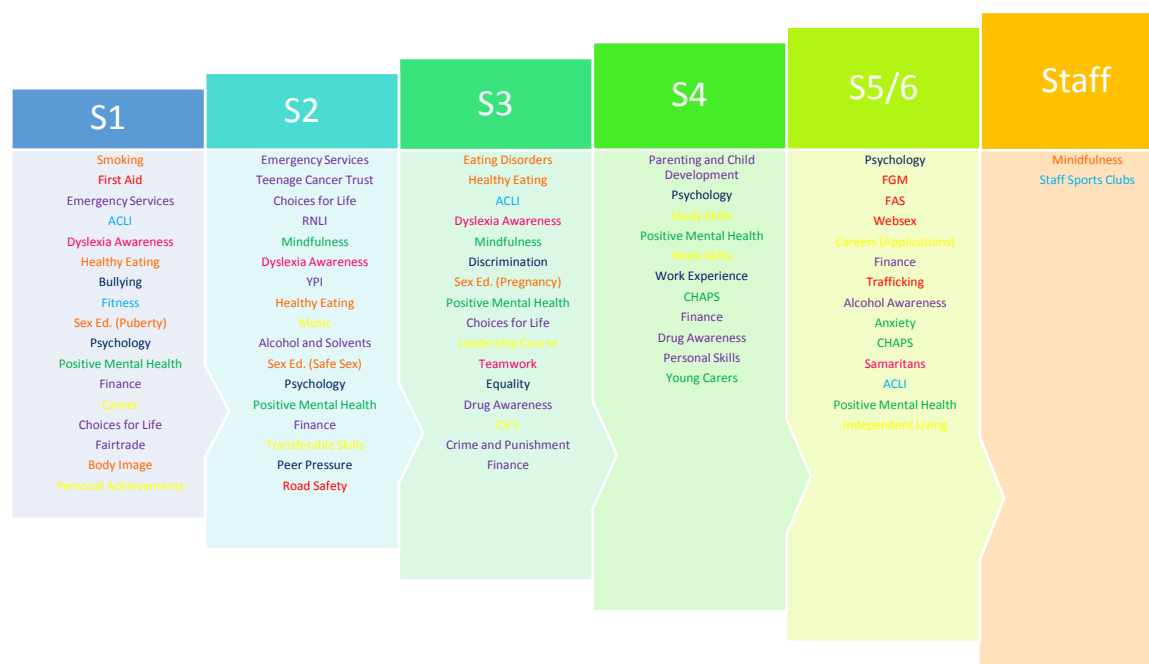 S1
Smoking
First Aid
Emergency Services
ACLI
Dyslexia Awareness
Healthy Eating
Bullying
Fitness
Sex Ed. (Puberty)
Psychology
Positive Mental Health
Finance
Career
Choices for Life
Fairtrade
Body Image
Personal Achievements
S2
Emergency Services
Teenage Cancer Trust
Choices for Life
RNLI
Mindfulness
Dyslexia Awareness
YPI
Healthy Eating
Music
Alcohol and Solvents
Sex Ed. (Safe Sex)
Psychology
Positive Mental Health
Finance
Transferable Skills
Peer Pressure
Road Safety
S3
Eating Disorders
Healthy Eating
ACLI
Dyslexia Awareness
Mindfulness
Discrimination
Sex Ed. (Pregnancy)
Positive Mental Health
Choices for Life
Leadership Course
Teamwork
Equality
Drug Awareness
CV's
Crime and Punishment
Finance
S4
Parenting and Child
Development
Psychology
Study Skills
Positive Mental Health
Work Skills
Work Experience
CHAPS
Finance
Drug Awareness
Personal Skills
Young Carers
S5/6
Psychology
FGM
FAS
Websex
Careers (Applications)
Finance
Trafficking
Alcohol Awareness
Anxiety
CHAPS
Samaritans
ACLI
Positive Mental Health
Independent Living
Staff
Minidfulness
Staff Sports Clubs